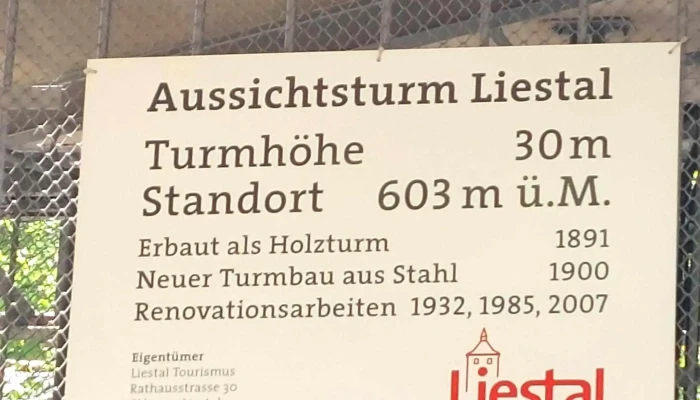 Aussichtsturm Liestal
Turmhöhe 30 m
Standort 603 m ü.M.
Erbaut als Holzturm 1891
Neuer Turmbau aus Stahl 1900
Renovationsarbeiten 1932, 1985, 2007
Eigentümer
Liestal Tourismus
Rathausstrasse 30
Liestal